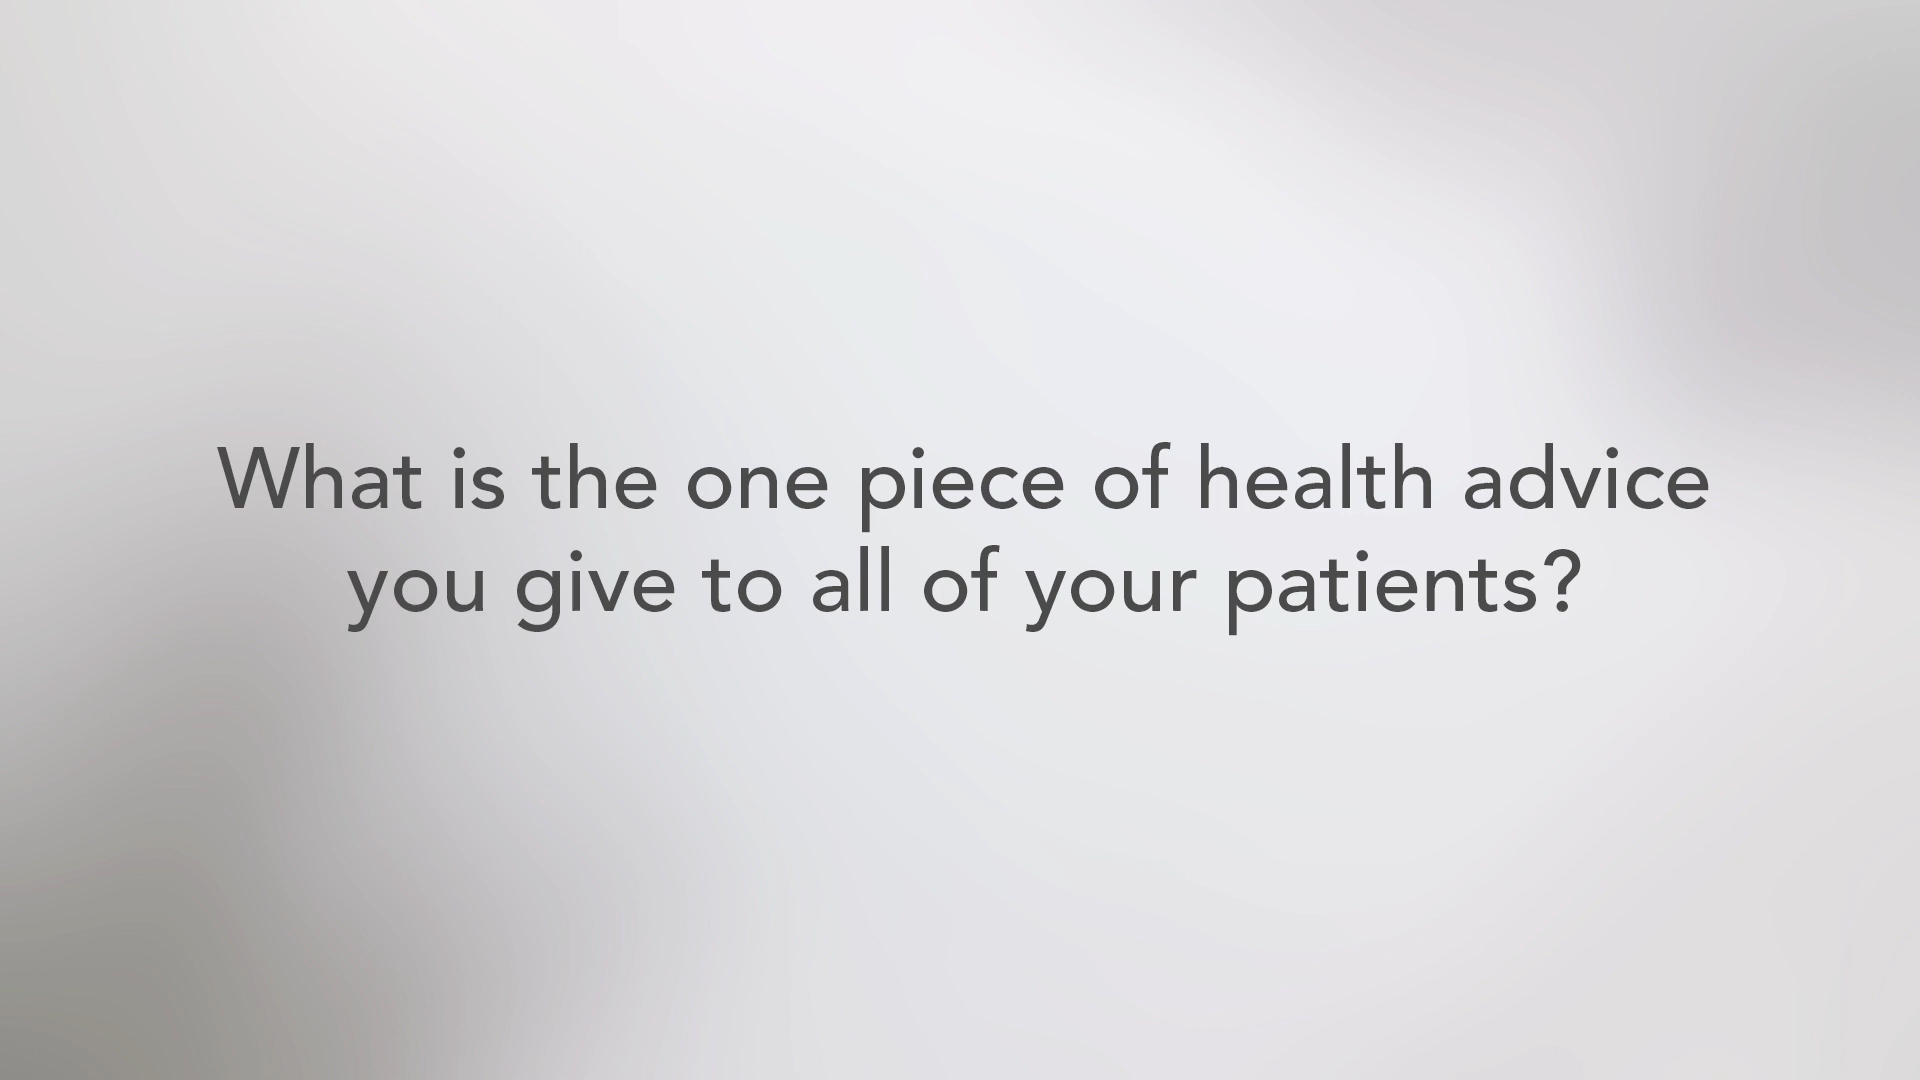 What is the one piece of health advice
you give to all of your patients?